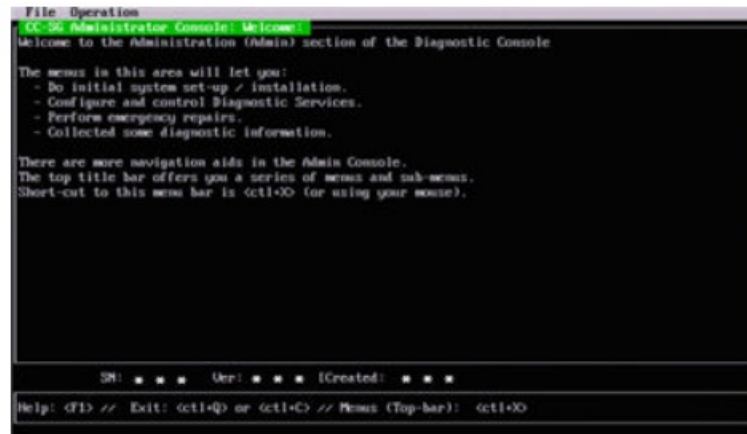 File Operation
CC-SG Administrator Console: Welcome:
Welcome to the Administration (Admin) section of the Diagnostic Console
The menus in this area will let you:
- Do initial system set-up / installation.
- Configure and control Diagnostic Services.
- Perform emergency repairs.
- Collected some diagnostic information.
There are more navigation aids in the Admin Console.
The top title bar offers you a series of menus and sub-menus.
Short-cut to this menu bar is <ctl+X> (or using your mouse).
SN: * * * Ver: * * * [Created: * * *
Help: <F1> // Exit: <ctl+Q> or <ctl+C> // Menus (Top-bar): <ctl+X>